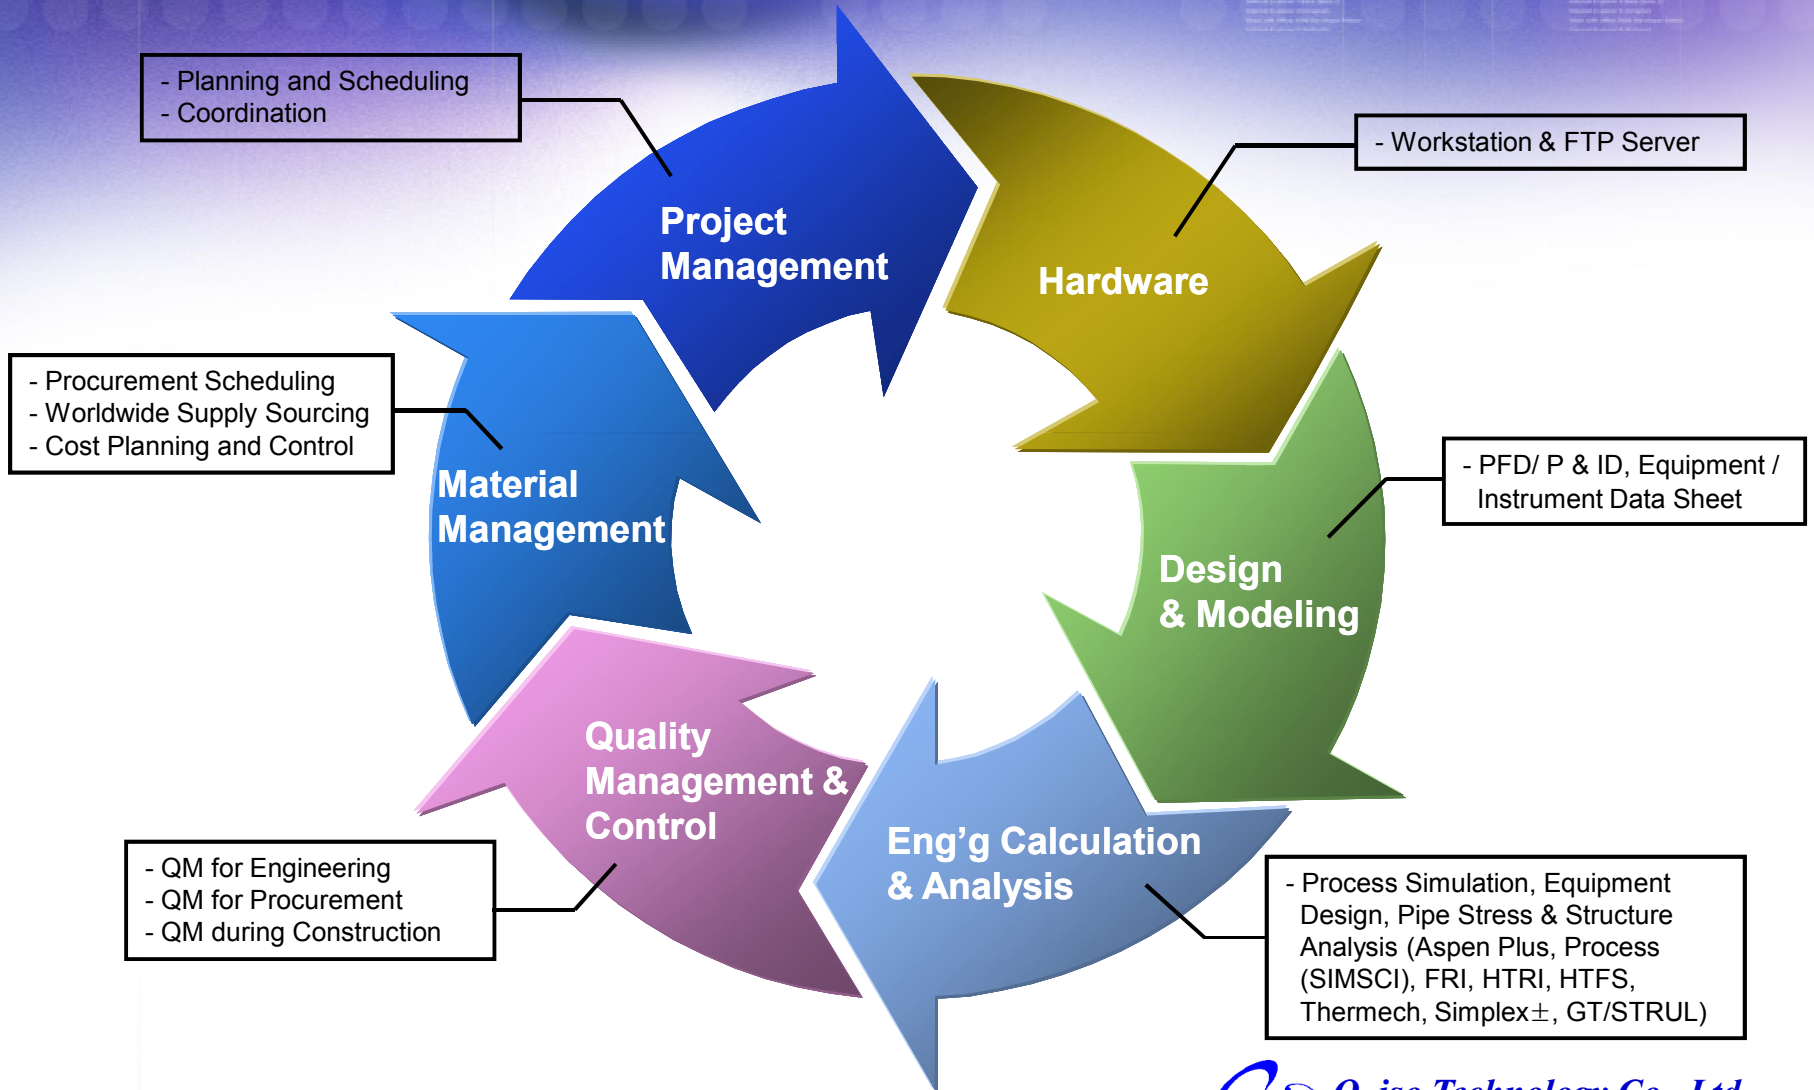 - Planning and Scheduling
- Coordination
Project
Management
- Workstation & FTP Server
Hardware
- PFD/ P & ID, Equipment /
Instrument Data Sheet
Design
& Modeling
- Process Simulation, Equipment
Design, Pipe Stress & Structure
Analysis (Aspen Plus, Process
(SIMSCI), FRI, HTRI, HTFS,
Thermech, Simplex±, GT/STRUL)
Eng’g Calculation
& Analysis
- QM for Engineering
- QM for Procurement
- QM during Construction
Quality
Management &
Control
- Procurement Scheduling
- Worldwide Supply Sourcing
- Cost Planning and Control
Material
Management
Technology Co., Ltd